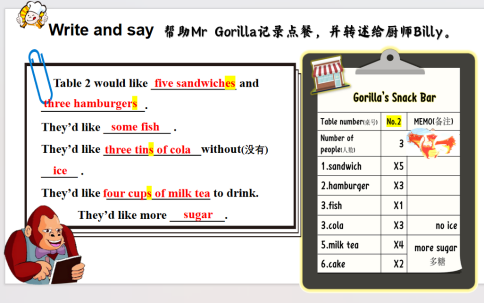 Write and say 帮助Mr Gorilla记录点餐，并转述给厨师Billy。
Table 2 would like five sandwiches and
three hamburgers.
They'd like some fish .
They'd like three tins of cola without(没有)
ice .
They'd like four cups of milk tea to drink.
They'd like more sugar.
Gorilla's Snack Bar
Table number(桌号) No.2 MEMO(备注)
Number of
people(人数) 3
1.sandwich X5
2.hamburger X3
3.fish X1
3.cola X3 no ice
5.milk tea X4 more sugar
多糖
6.cake X2